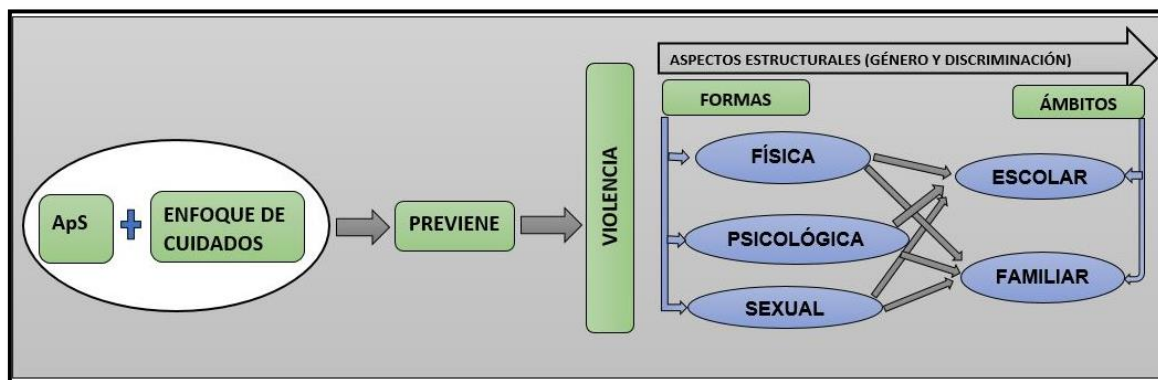 ASPECTOS ESTRUCTURALES (GÉNERO Y DISCRIMINACIÓN)
FORMAS
ÁMBITOS
ApS
ENFOQUE DE
CUIDADOS
PREVIENE
VIOLENCIA
FÍSICA
PSICOLÓGICA
SEXUAL
ESCOLAR
FAMILIAR